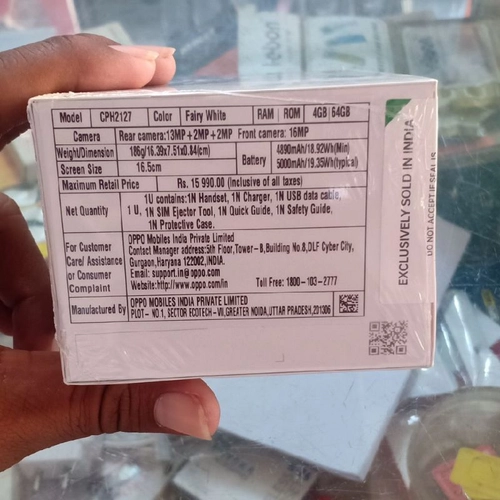 Model CPH2127 Color Fairy White RAM ROM 4GB 64GB
Camera Rear camera:13MP+2MP+2MP Front camera: 16MP
Weight/Dimension 186g/16.39x7.51x0.84(cm) Battery 4890mAh/18.92Wh(Min)
Screen Size 16.5cm 5000mAh/19.35Wh(typical)
Maximum Retail Price Rs. 15 990.00 (Inclusive of all taxes)
Net Quantity 1U contains:1N Handset, 1N Charger, 1N USB data cable,
1 U, 1N SIM Ejector Tool, 1N Quick Guide, 1N Safety Guide,
1N Protective Case.
For Customer Care/ Assistance or Consumer Complaint OPPO Mobiles India Private Limited
Contact Manager address:5th Floor, Tower-B, Building No.8, DLF Cyber City,
Gurgaon, Haryana 122002, INDIA.
Email: support.in@oppo.com
Website:http://www.oppo.com/in Toll Free: 1800-103-2777
Manufactured By OPPO MOBILES INDIA PRIVATE LIMITED
PLOT - NO.1, SECTOR ECOTECH - VII, GREATER NOIDA, UTTAR PRADESH, 201306
EXCLUSIVELY SOLD IN INDIA
DO NOT ACCEPT IF SEAL IS